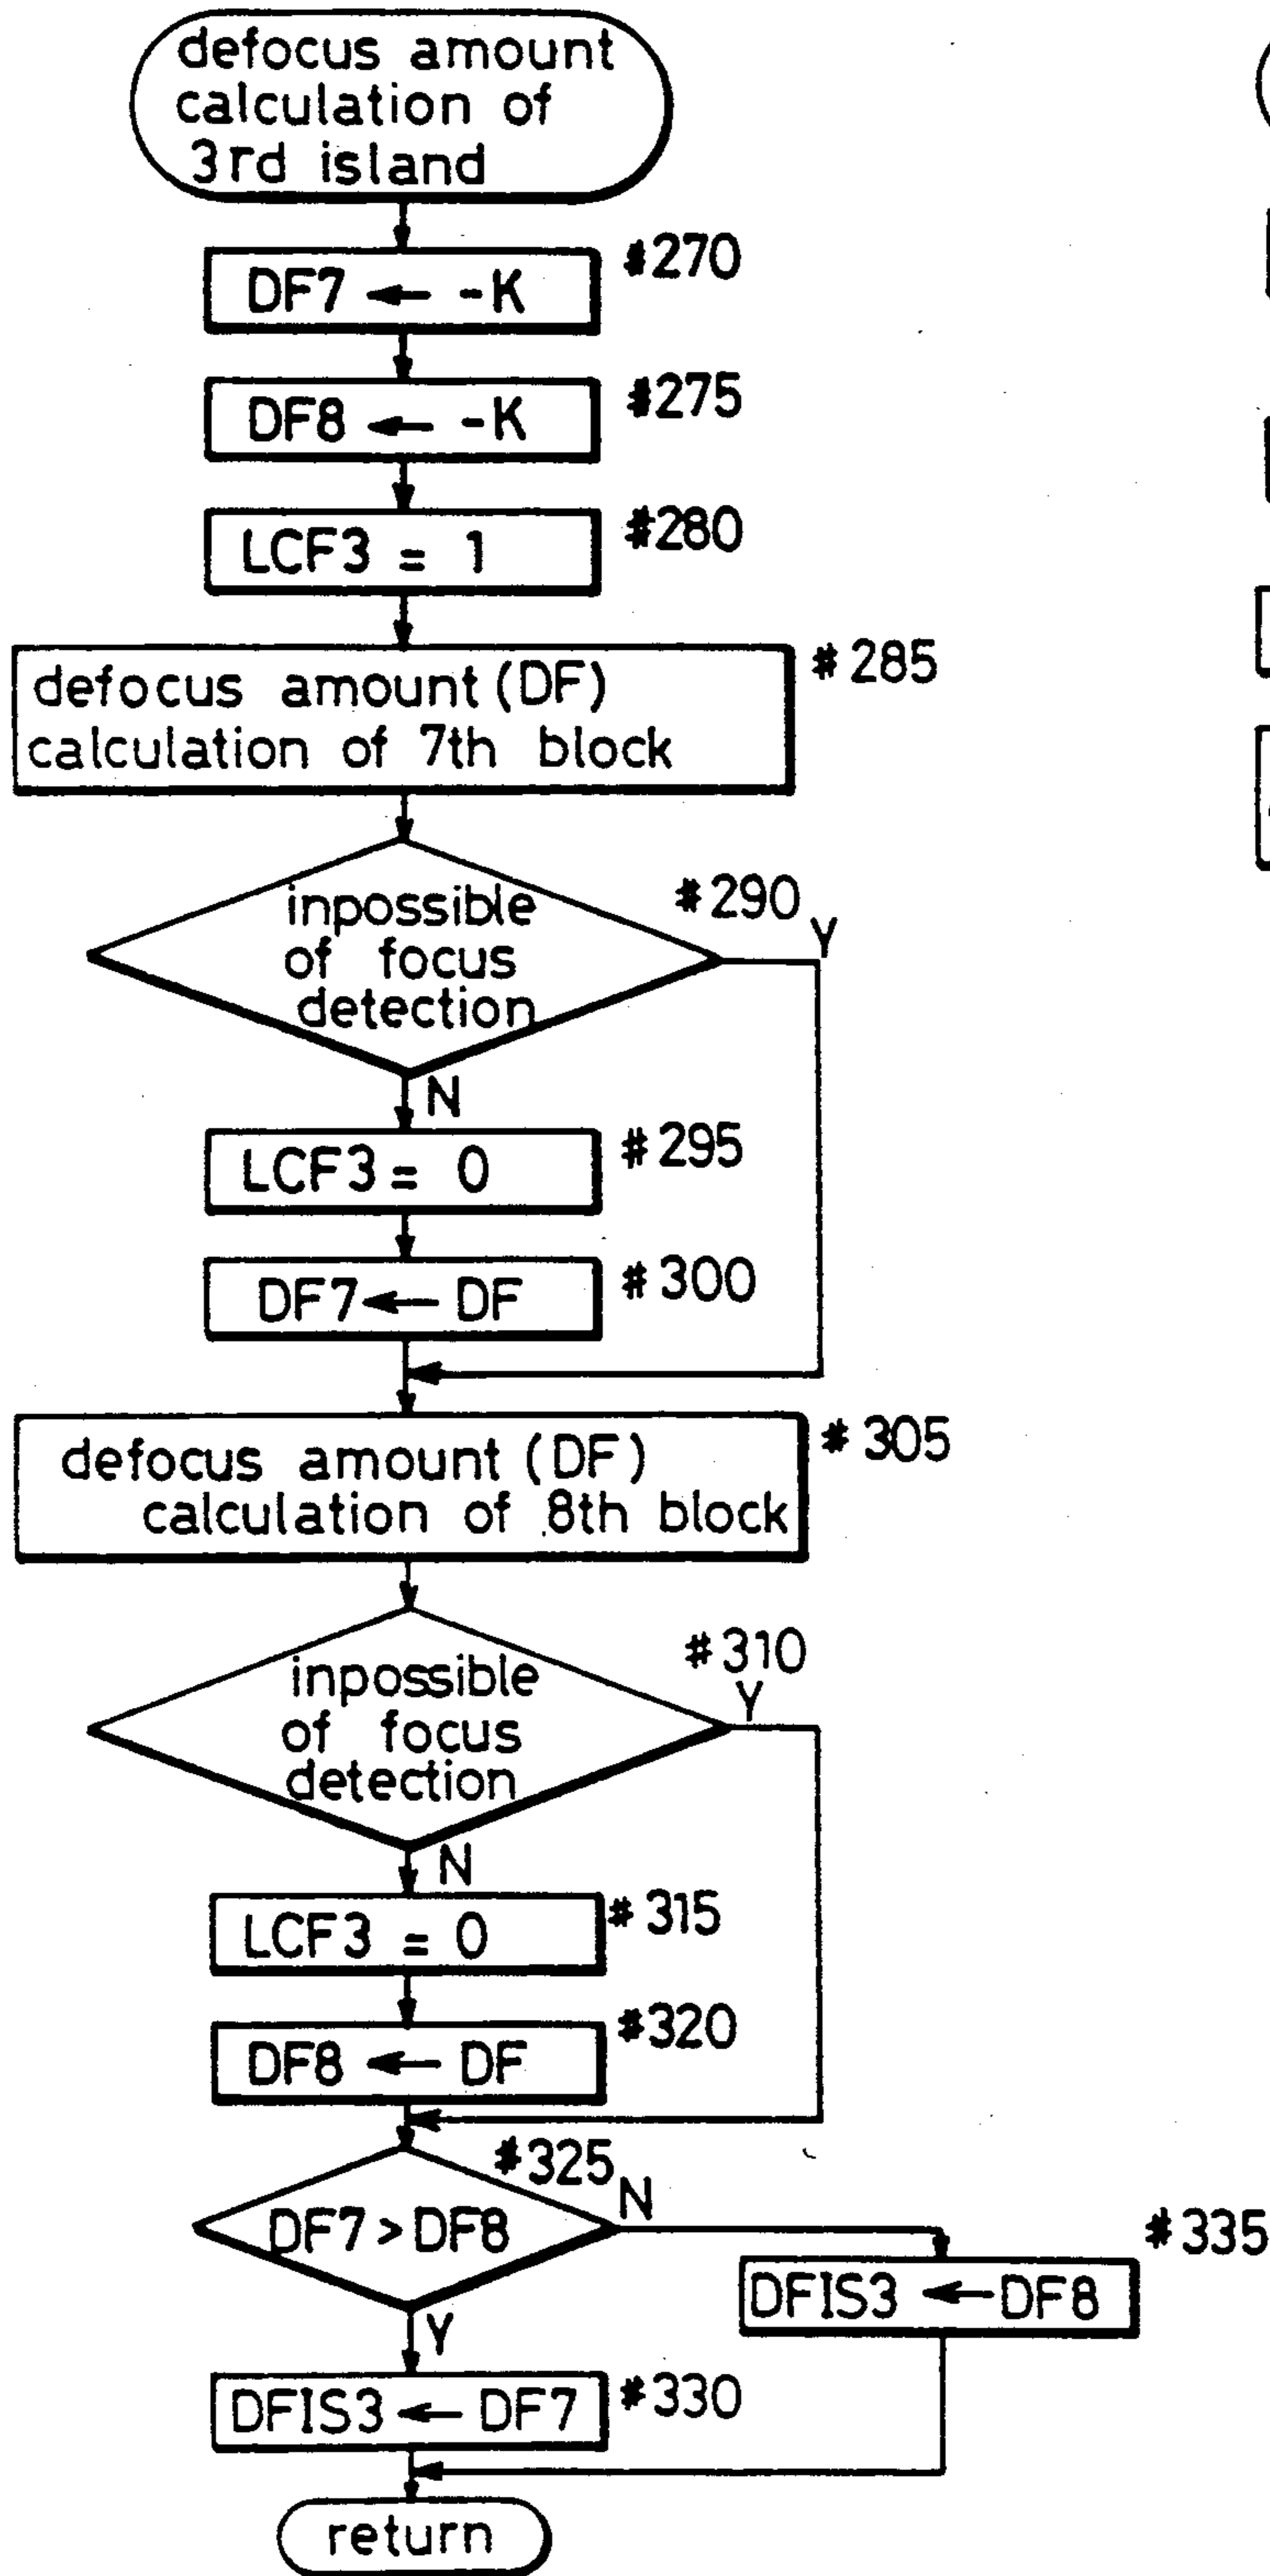 defocus amount
calculation of
3rd island
DF7 ← -K
#270
DF8 ← -K
#275
LCF3 = 1
#280
defocus amount (DF)
calculation of 7th block
#285
inpossible
of focus
detection
#290
Y
N
LCF3 = 0
#295
DF7 ← DF
#300
defocus amount (DF)
calculation of 8th block
#305
inpossible
of focus
detection
#310
Y
N
LCF3 = 0
#315
DF8 ← DF
#320
DF7 > DF8
#325
N
Y
DFIS3 ← DF8
#335
DFIS3 ← DF7
#330
return